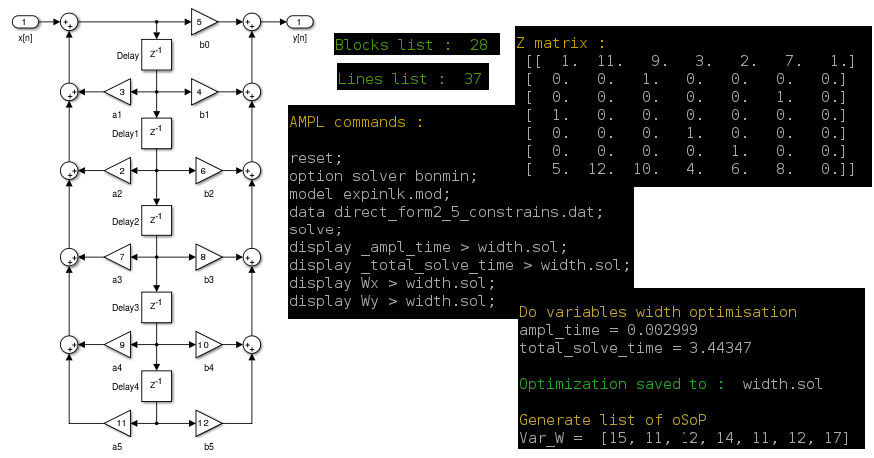 1
x[n]
5
b0
1
y[n]
Delay
z-1
3
a1
4
b1
Delay1
z-1
2
a2
6
b2
Delay2
z-1
7
a3
8
b3
Delay3
z-1
9
a4
10
b4
Delay4
z-1
11
a5
12
b5
Blocks list : 28
Lines list : 37
Z matrix :
[[ 1. 11. 9. 3. 2. 7. 1.]
[ 0. 0. 1. 0. 0. 0. 0.]
[ 0. 0. 0. 0. 0. 1. 0.]
[ 1. 0. 0. 0. 0. 0. 0.]
[ 0. 0. 0. 1. 0. 0. 0.]
[ 0. 0. 0. 0. 1. 0. 0.]
[ 5. 12. 10. 4. 6. 8. 0.]]
AMPL commands :
reset;
option solver bonmin;
model expinlk.mod;
data direct_form2_5_constrains.dat;
solve;
display _ampl_time > width.sol;
display _total_solve_time > width.sol;
display Wx > width.sol;
display Wy > width.sol;
Do variables width optimisation
ampl_time = 0.002999
total_solve_time = 3.44347
Optimization saved to : width.sol
Generate list of oSoP
Var_W = [15, 11, 12, 14, 11, 12, 17]